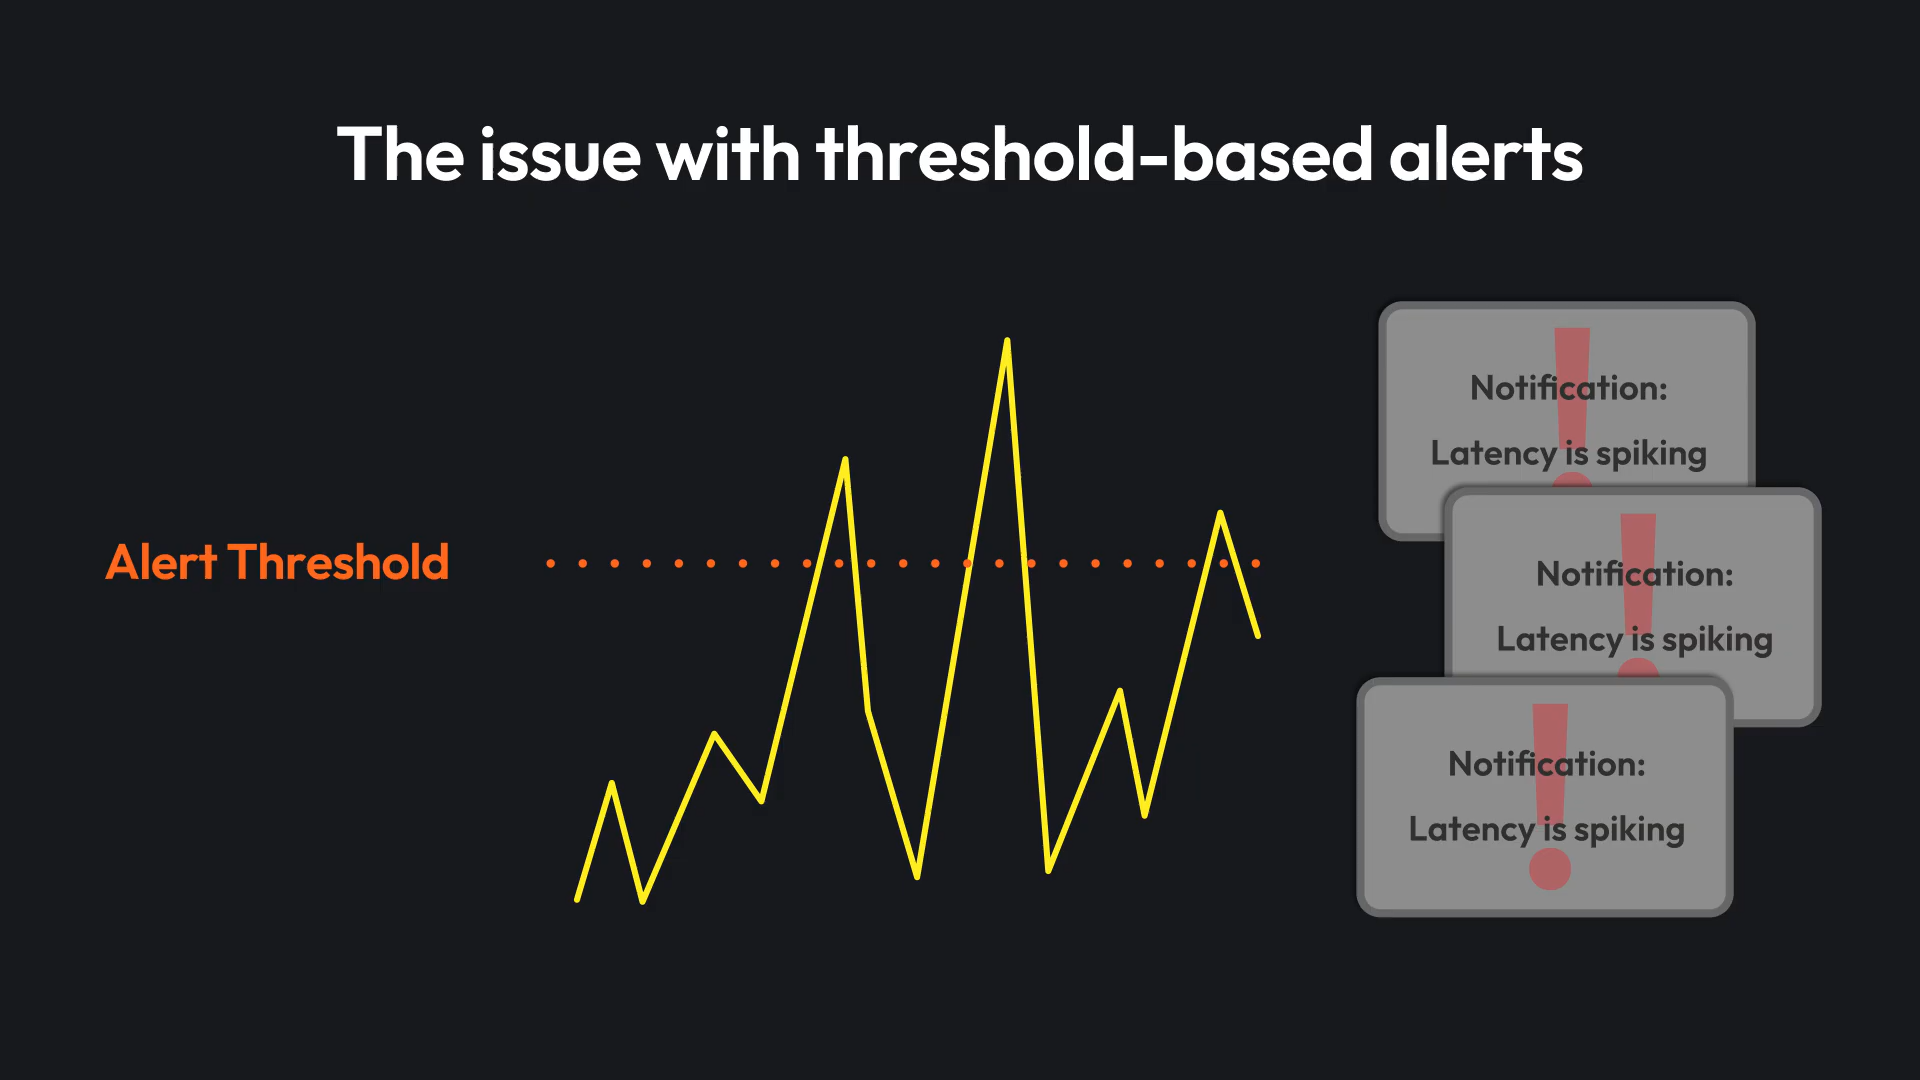 The issue with threshold-based alerts
Alert Threshold
Notification:
Latency is spiking
Notification:
Latency is spiking
Notification:
Latency is spiking